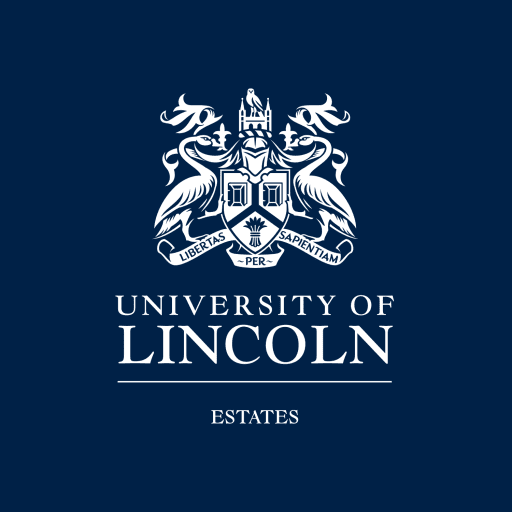 LIBERTAS
~PER~
SAPIENTIAM
UNIVERSITY OF
LINCOLN
ESTATES